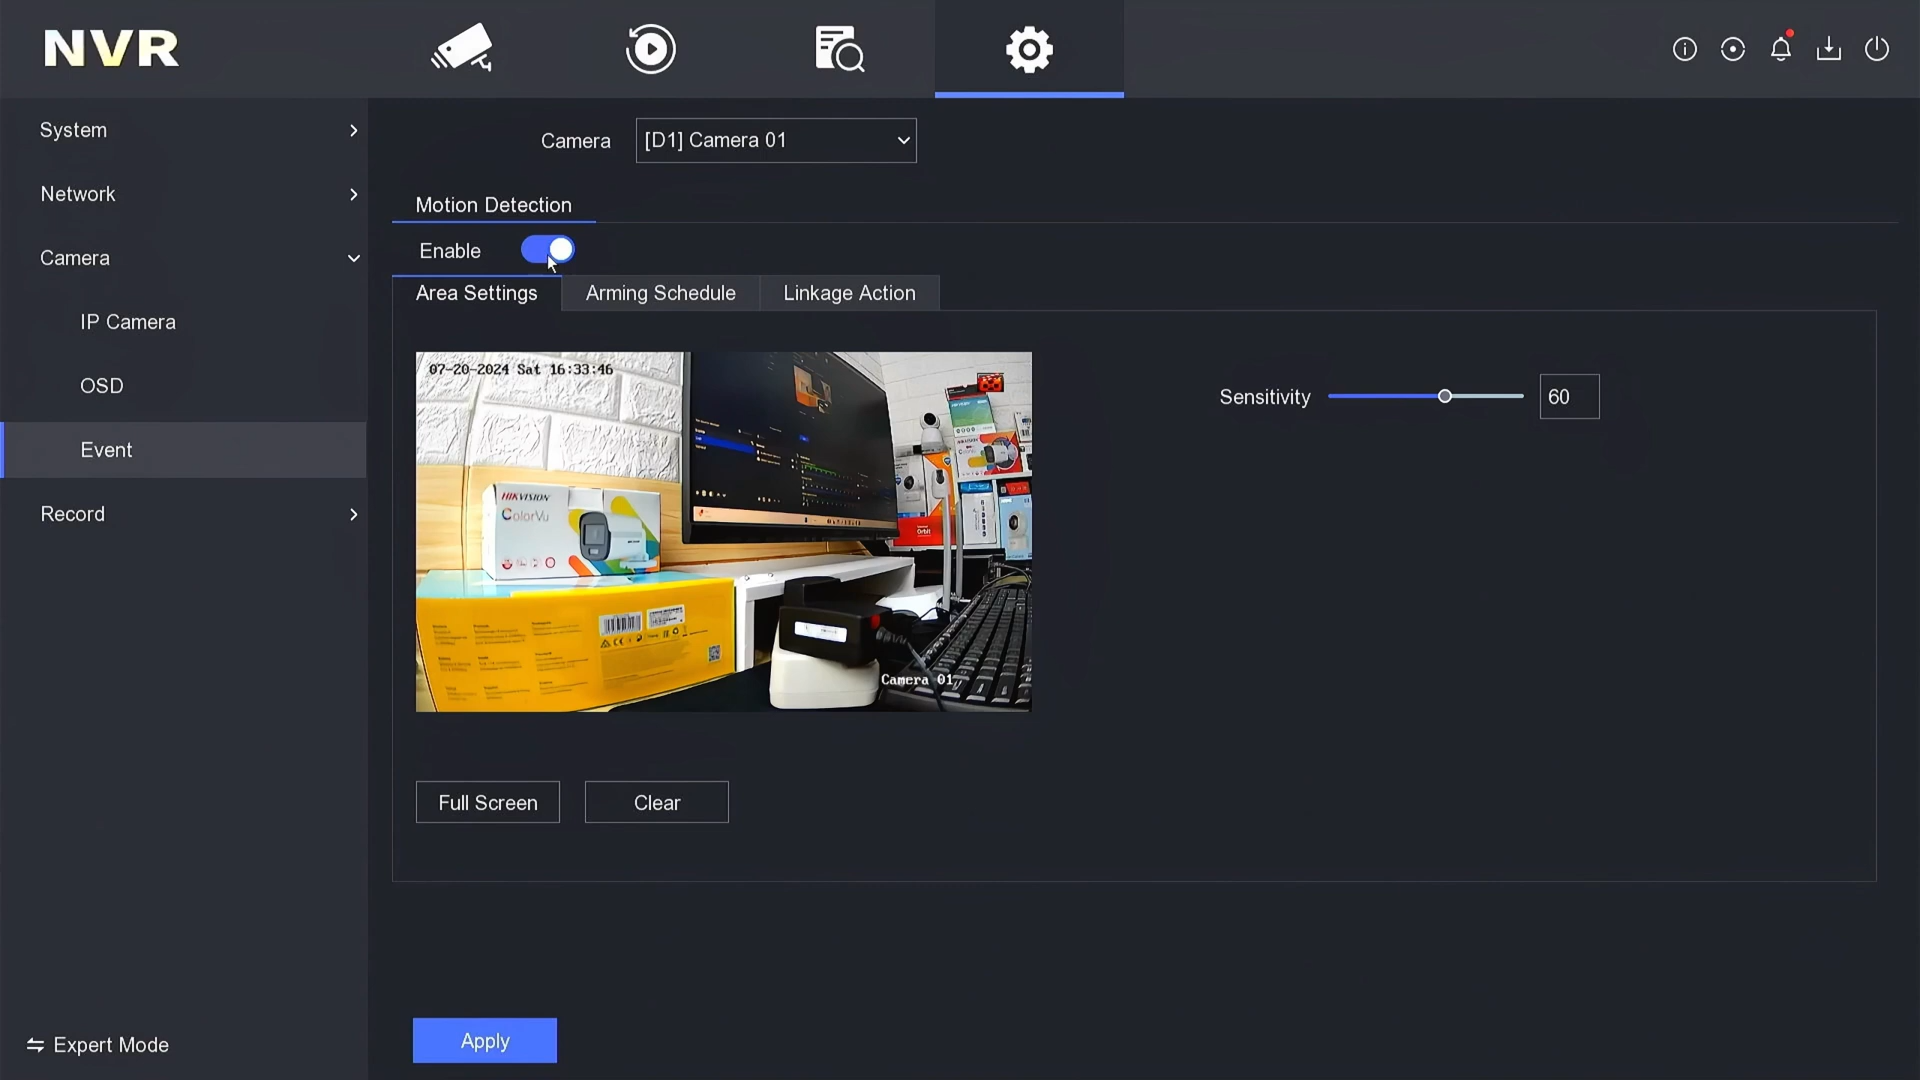 NVR
System
Network
Camera
IP Camera
OSD
Event
Record
Expert Mode
Camera [D1] Camera 01
Motion Detection
Enable
Area Settings Arming Schedule Linkage Action
07-20-2024 Sat 16:33:46
HIKVISION
ColorVu
Orbit
Camera 01
Sensitivity 60
Full Screen Clear
Apply